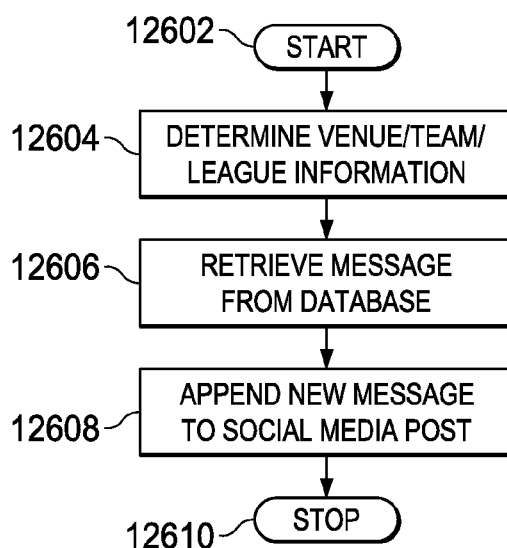 12602
START
12604
DETERMINE VENUE/TEAM/
LEAGUE INFORMATION
12606
RETRIEVE MESSAGE
FROM DATABASE
12608
APPEND NEW MESSAGE
TO SOCIAL MEDIA POST
12610
STOP